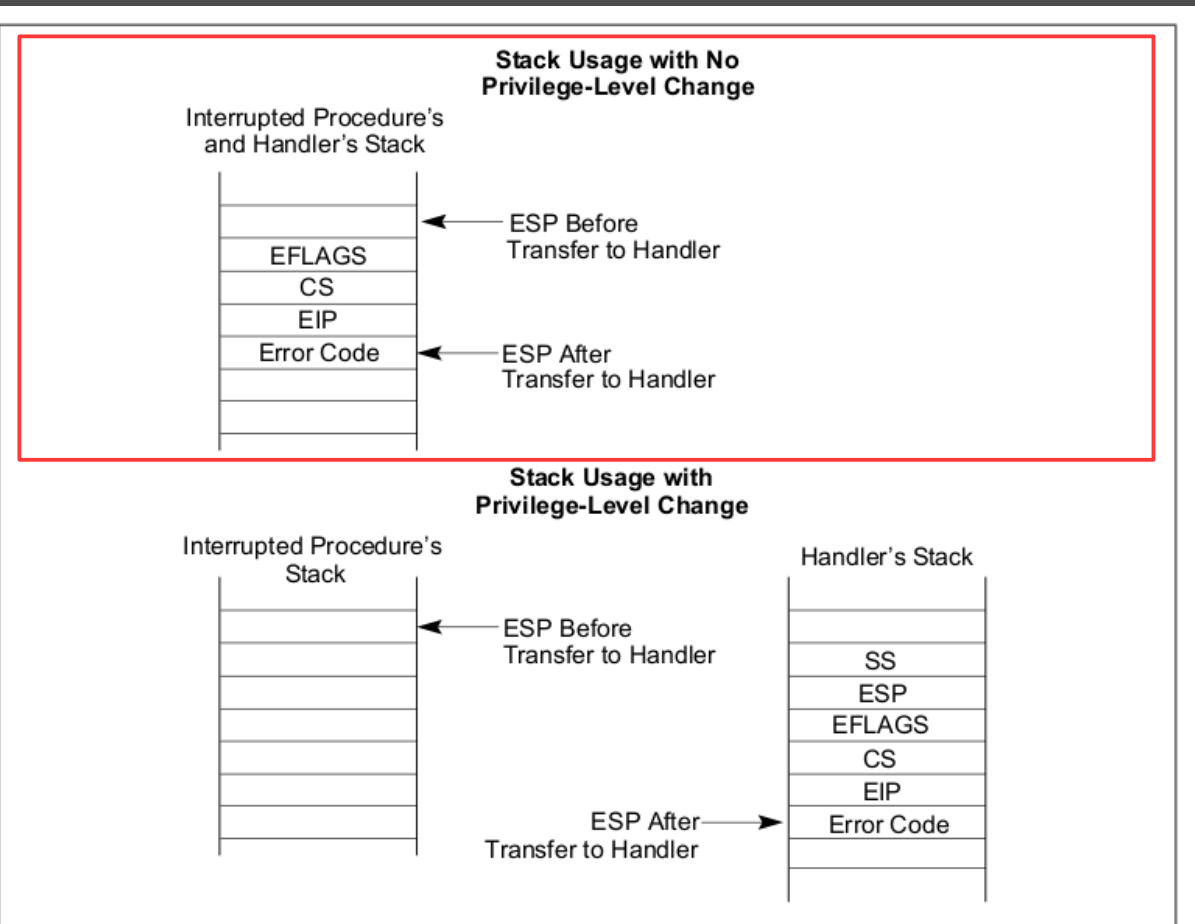 Stack Usage with No
Privilege-Level Change
Interrupted Procedure's
and Handler's Stack
ESP Before
Transfer to Handler
EFLAGS
CS
EIP
Error Code
ESP After
Transfer to Handler
Stack Usage with
Privilege-Level Change
Interrupted Procedure's
Stack
Handler's Stack
ESP Before
Transfer to Handler
SS
ESP
EFLAGS
CS
EIP
ESP After
Transfer to Handler
Error Code